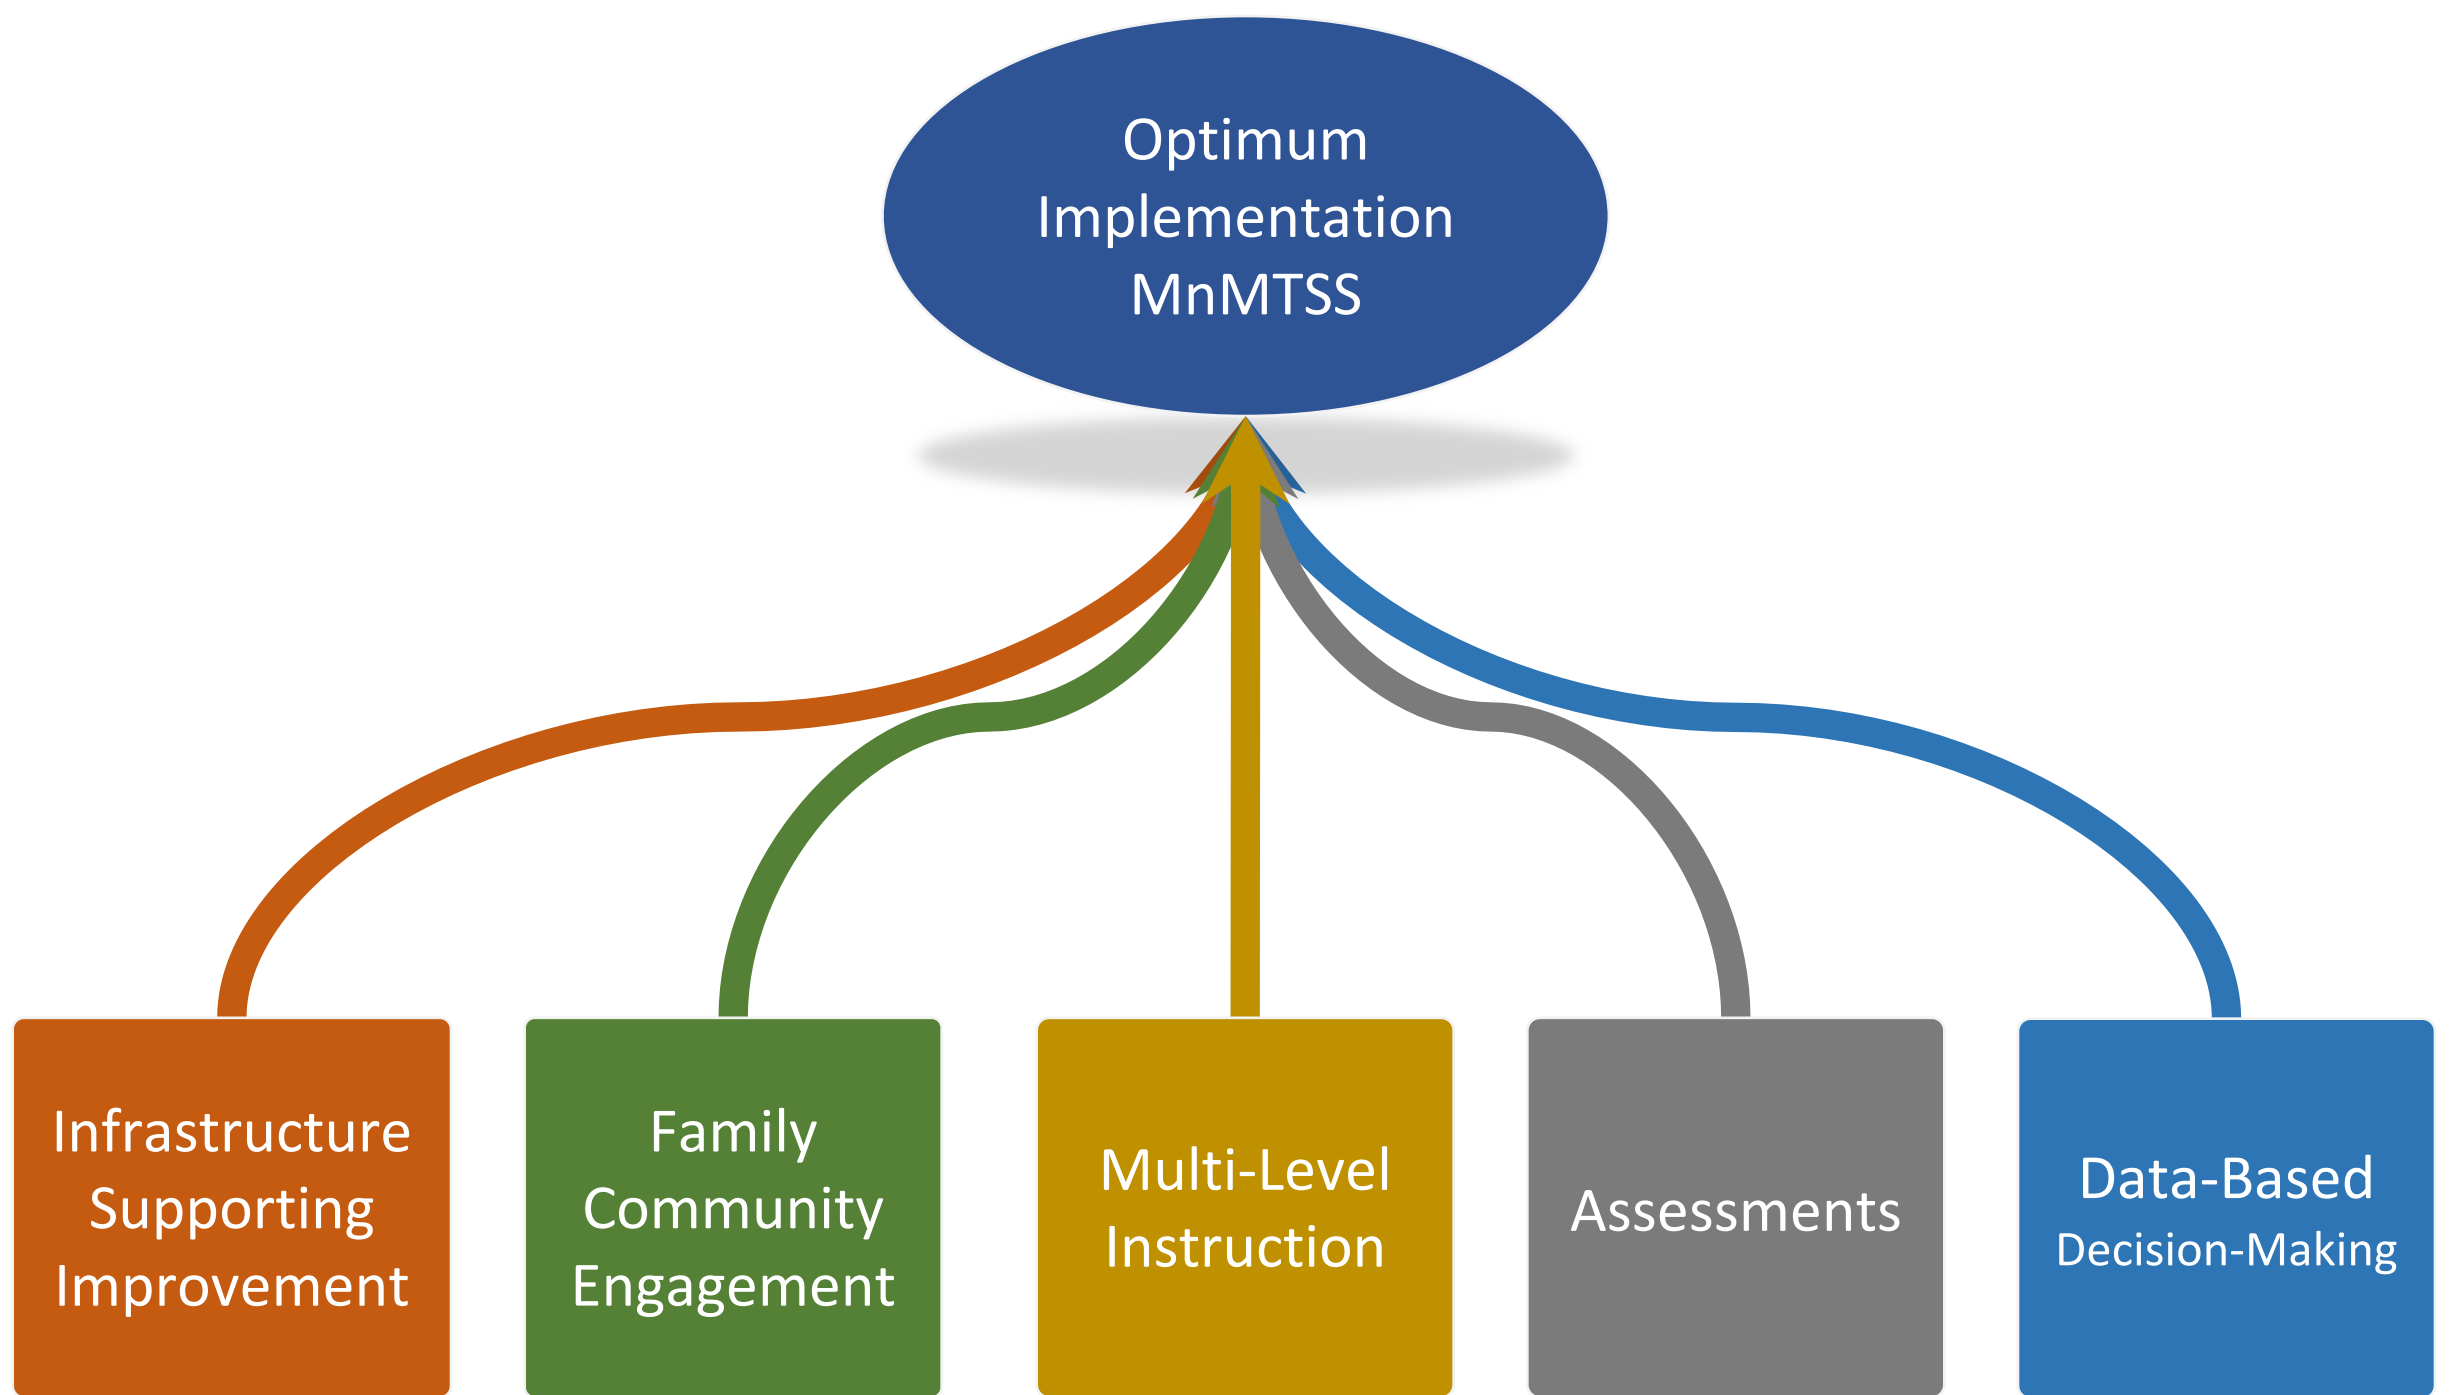 Optimum
Implementation
MnMTSS
Infrastructure
Supporting
Improvement
Family
Community
Engagement
Multi-Level
Instruction
Assessments
Data-Based
Decision-Making